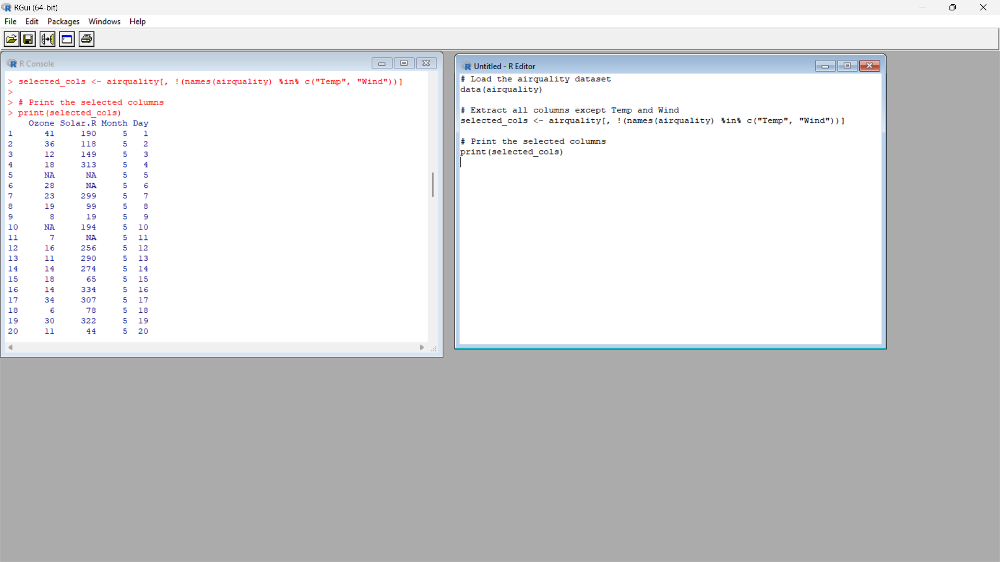 RGui (64-bit)
File Edit Packages Windows Help
R Console
> selected_cols <- airquality[, !(names(airquality) %in% c("Temp", "Wind"))]
>
> # Print the selected columns
> print(selected_cols)
Ozone Solar.R Month Day
1 41 190 5 1
2 36 118 5 2
3 12 149 5 3
4 18 313 5 4
5 NA NA 5 5
6 28 NA 5 6
7 23 299 5 7
8 19 99 5 8
9 8 19 5 9
10 NA 194 5 10
11 7 NA 5 11
12 16 256 5 12
13 11 290 5 13
14 14 274 5 14
15 18 65 5 15
16 14 334 5 16
17 34 307 5 17
18 6 78 5 18
19 30 322 5 19
20 11 44 5 20
Untitled - R Editor
# Load the airquality dataset
data(airquality)
# Extract all columns except Temp and Wind
selected_cols <- airquality[, !(names(airquality) %in% c("Temp", "Wind"))]
# Print the selected columns
print(selected_cols)